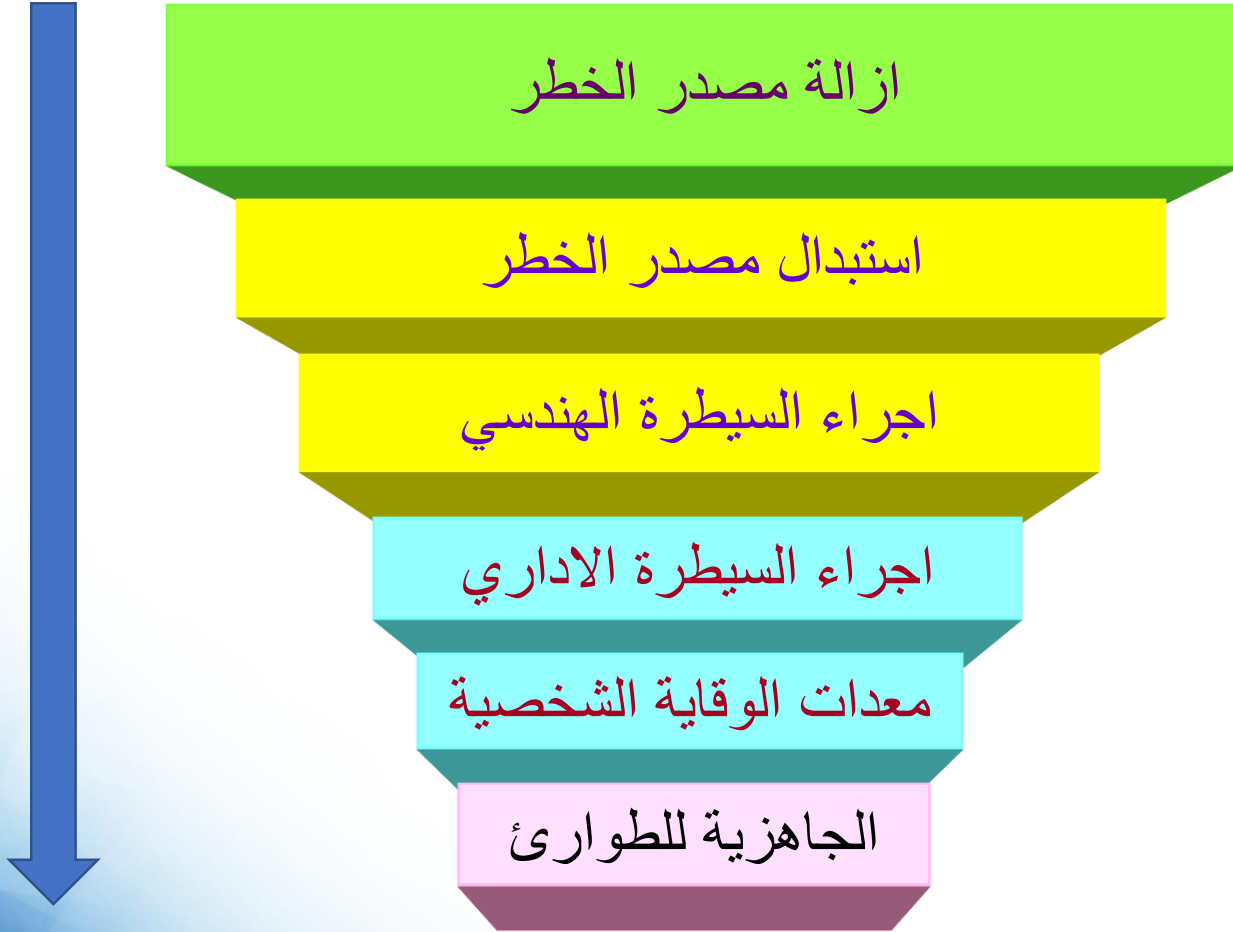 ازالة مصدر الخطر
استبدال مصدر الخطر
اجراء السيطرة الهندسي
اجراء السيطرة الاداري
معدات الوقاية الشخصية
الجاهزية للطوارئ